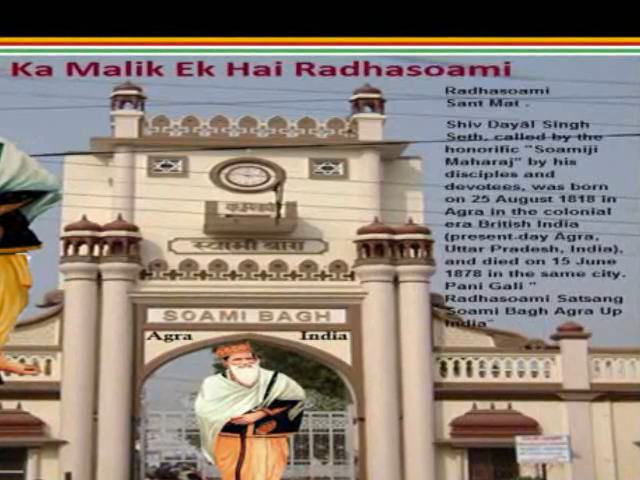 Ka Malik Ek Hai Radhasoami
Radhasoami
Sant Mat .
Shiv Dayal Singh
Seth, called by the
honorific "Soamiji
Maharaj" by his
disciples and
devotees, was born
on 25 August 1818 in
Agra in the colonial
era British India
(present-day Agra,
Uttar Pradesh, India),
and died on 15 June
1878 in the same city.
Pani Gali "
Radhasoami Satsang
Soami Bagh Agra Up
India"
राधास्वामी
स्वामी बाग
SOAMI BAGH
Agra India